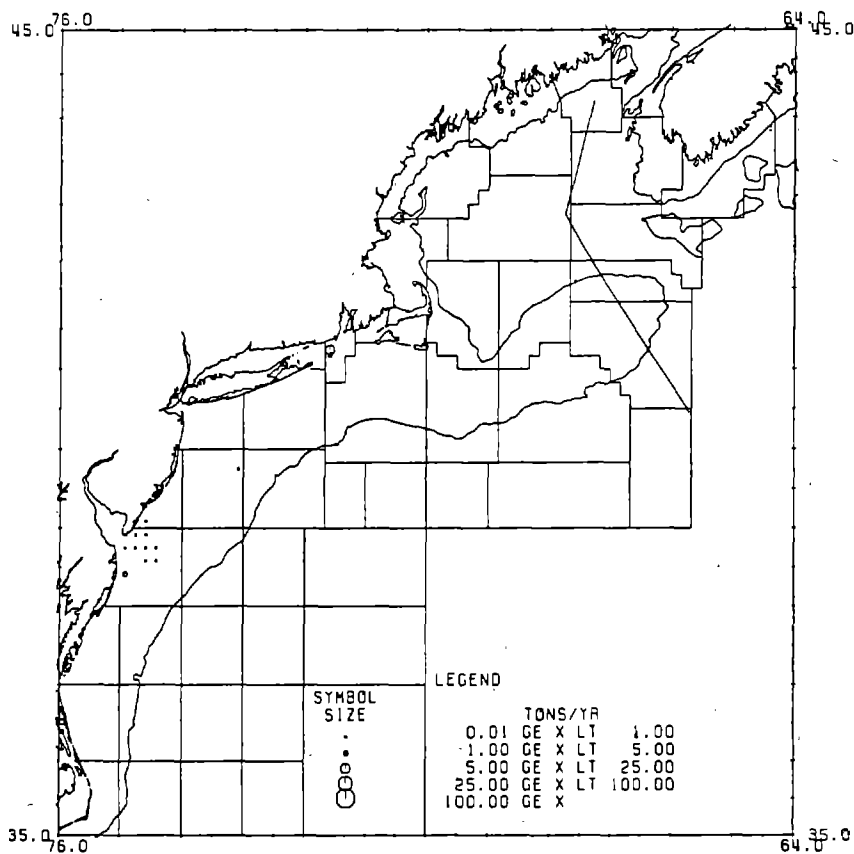 76.0 64.0
45.0 45.0
LEGEND
SYMBOL
SIZE
TONS/YR
0.01 GE X LT 1.00
1.00 GE X LT 5.00
5.00 GE X LT 25.00
25.00 GE X LT 100.00
100.00 GE X
35.0 35.0
76.0 64.0